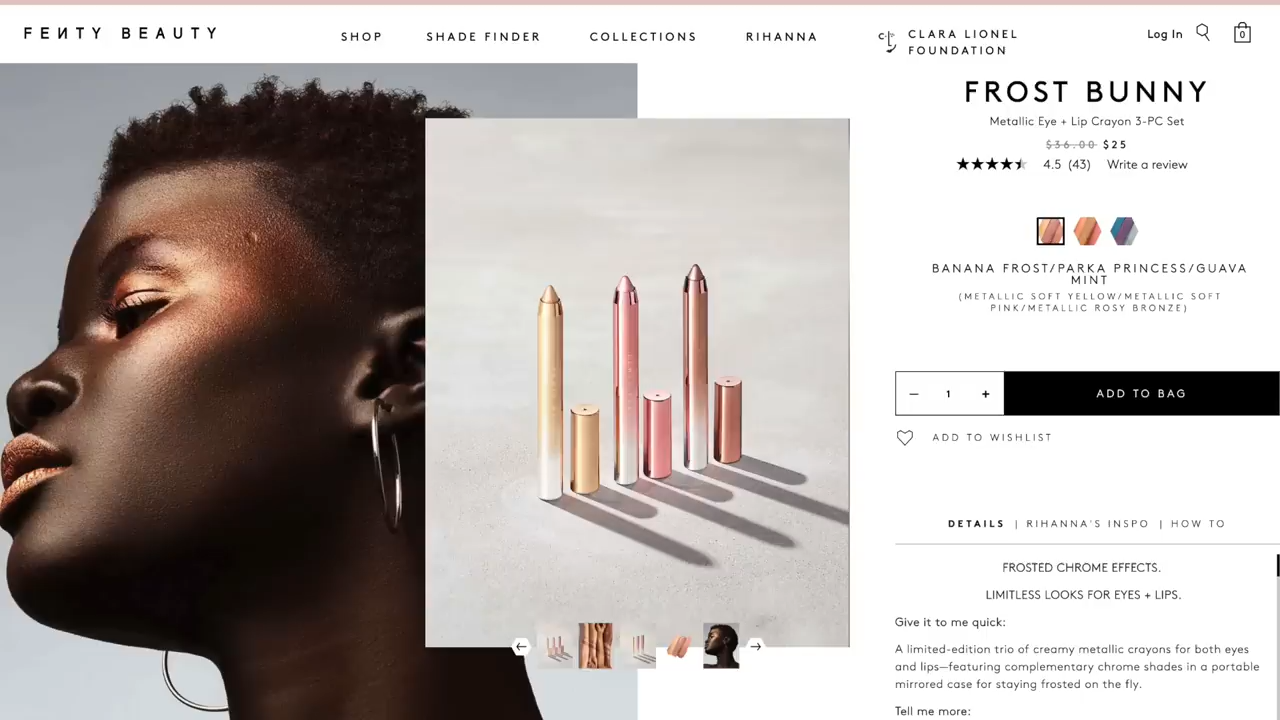 FENTY BEAUTY
SHOP
SHADE FINDER
COLLECTIONS
RIHANNA
CLARA LIONEL
FOUNDATION
Log In
0
FROST BUNNY
Metallic Eye + Lip Crayon 3-PC Set
$36.00 $25
4.5 (43) Write a review
BANANA FROST/PARKA PRINCESS/GUAVA
MINT
(METALLIC SOFT YELLOW/METALLIC SOFT
PINK/METALLIC ROSY BRONZE)
− 1 + ADD TO BAG
ADD TO WISHLIST
DETAILS | RIHANNA'S INSPO | HOW TO
FROSTED CHROME EFFECTS.
LIMITLESS LOOKS FOR EYES + LIPS.
Give it to me quick:
A limited-edition trio of creamy metallic crayons for both eyes
and lips—featuring complementary chrome shades in a portable
mirrored case for staying frosted on the fly.
Tell me more: